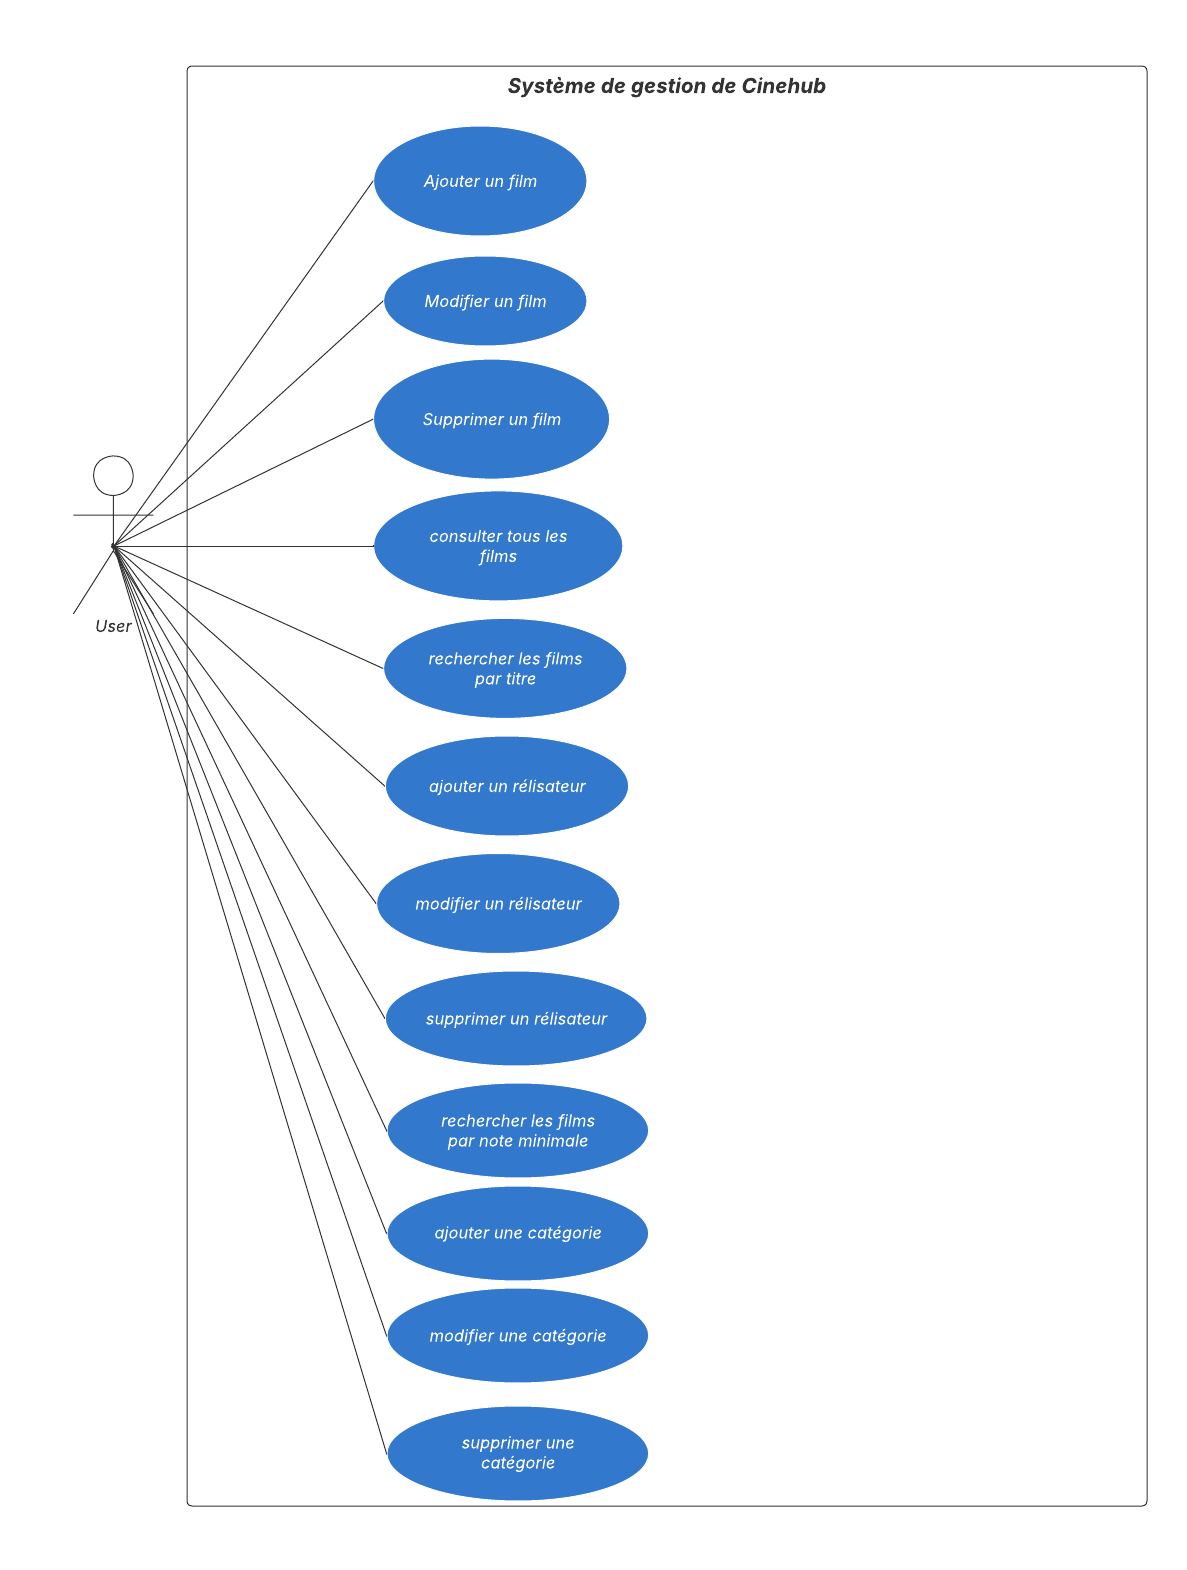 Système de gestion de Cinehub
Ajouter un film
Modifier un film
Supprimer un film
consulter tous les
films
User
rechercher les films
par titre
ajouter un rélisateur
modifier un rélisateur
supprimer un rélisateur
rechercher les films
par note minimale
ajouter une catégorie
modifier une catégorie
supprimer une
catégorie